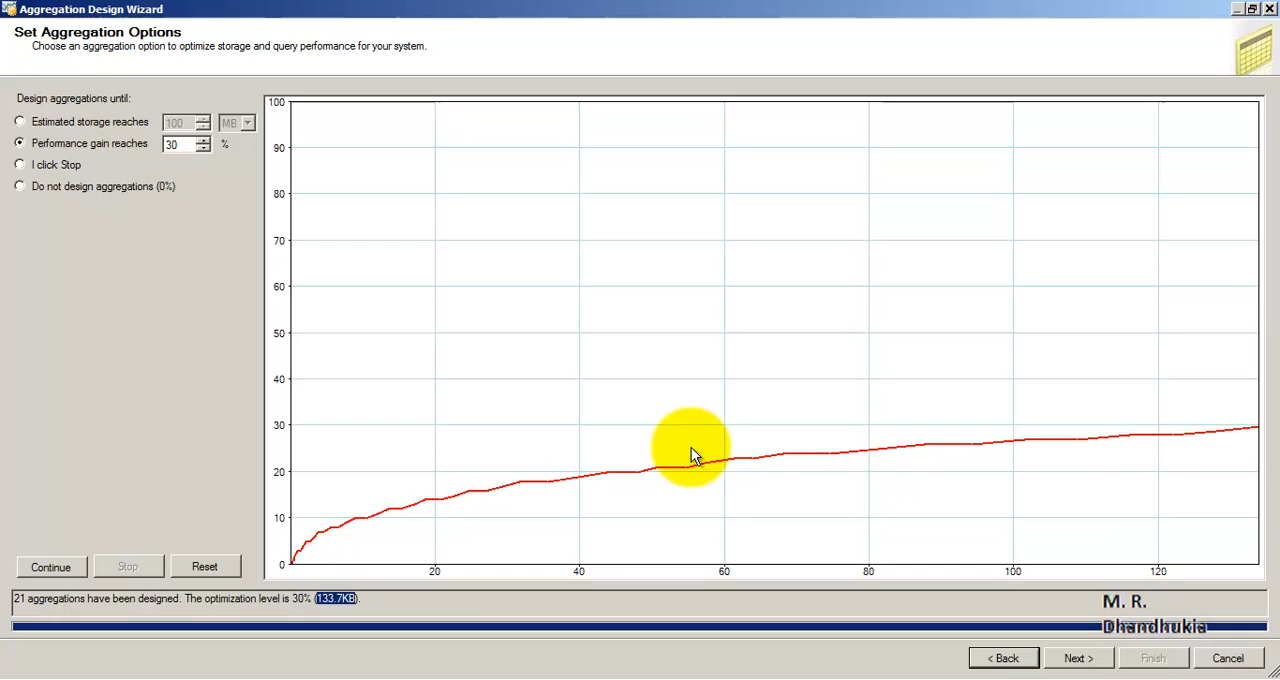 Aggregation Design Wizard
Set Aggregation Options
Choose an aggregation option to optimize storage and query performance for your system.
Design aggregations until:
Estimated storage reaches 100 MB
Performance gain reaches 30 %
I click Stop
Do not design aggregations (0%)
100
90
80
70
60
50
40
30
20
10
0
20 40 60 80 100 120
Continue Stop Reset
21 aggregations have been designed. The optimization level is 30% (133.7KB).
M. R.
Dhandhukia
< Back Next > Finish Cancel